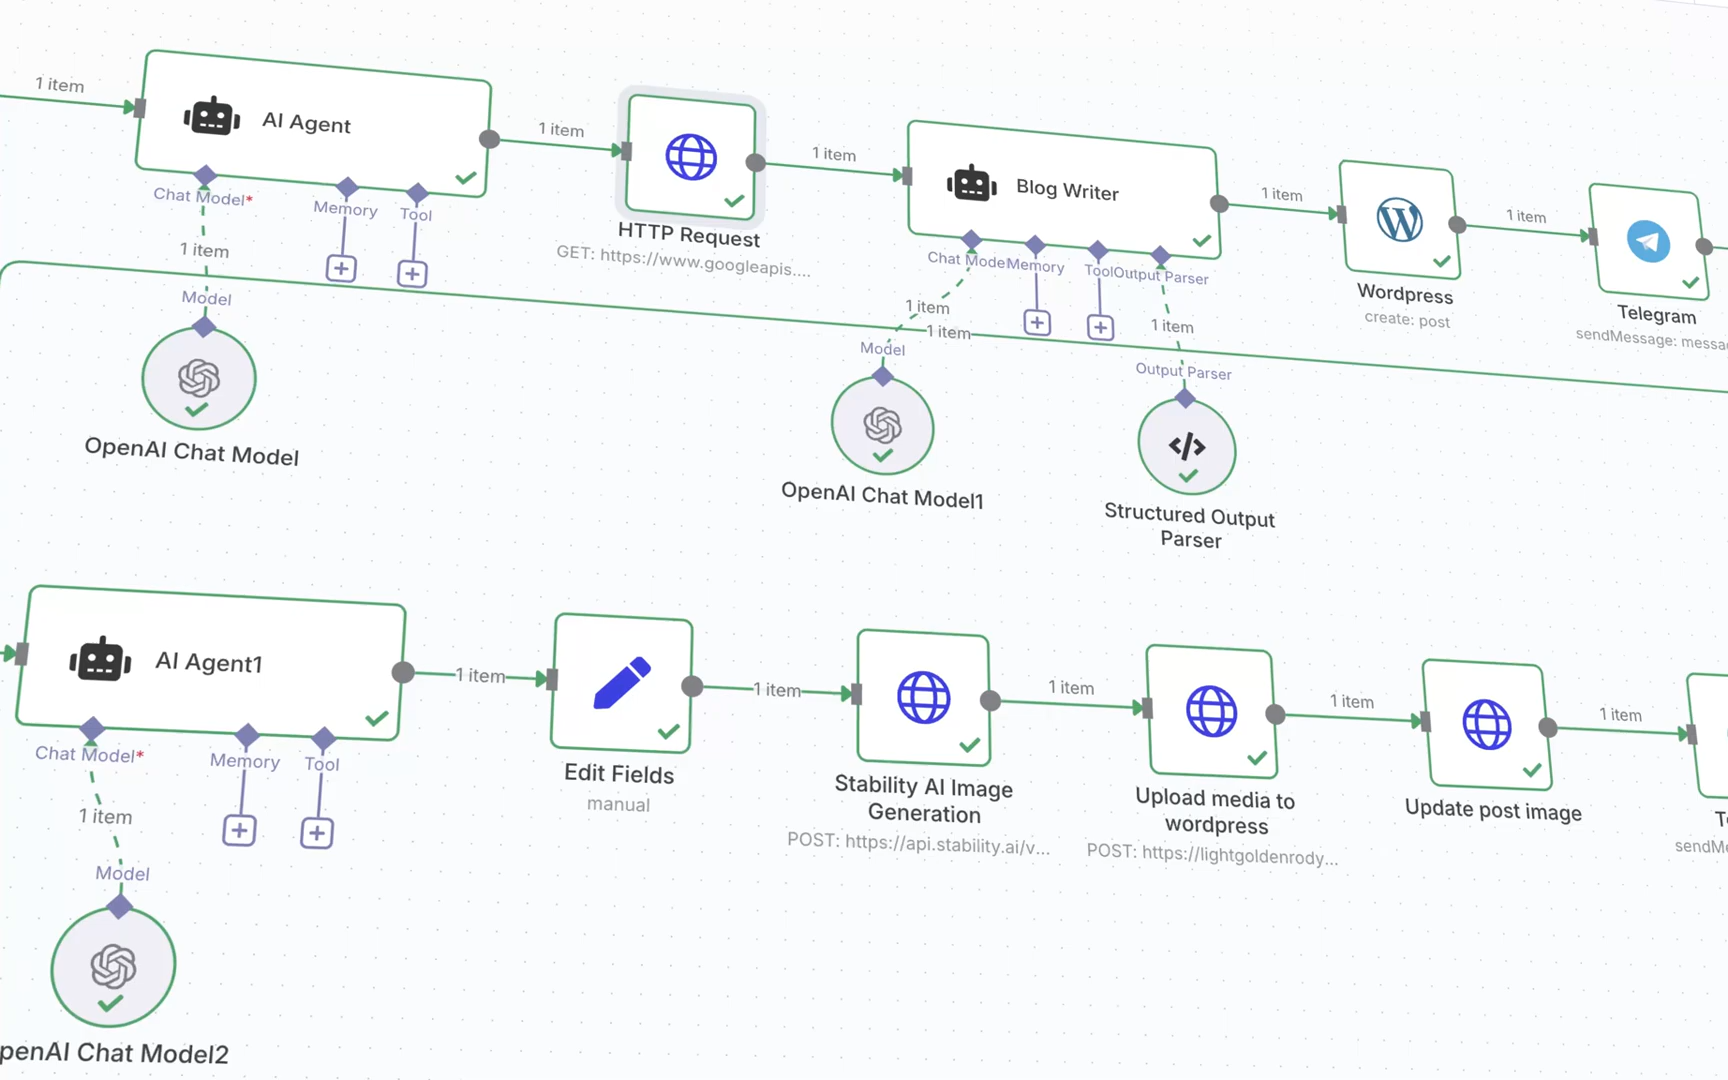 1 item
AI Agent
1 item
1 item
Blog Writer
1 item
1 item
Chat Model*
Memory
Tool
HTTP Request
GET: https://www.googleapis....
Chat Mode
Memory
Tool
Output Parser
Wordpress
create: post
Telegram
sendMessage: messa
1 item
Model
1 item
1 item
1 item
Model
Output Parser
OpenAI Chat Model
OpenAI Chat Model1
Structured Output
Parser
AI Agent1
1 item
1 item
1 item
1 item
1 item
Chat Model*
Memory
Tool
Edit Fields
manual
Stability AI Image
Generation
POST: https://api.stability.ai/v...
Upload media to
wordpress
POST: https://lightgoldenrody...
Update post image
sendMe
1 item
Model
penAI Chat Model2